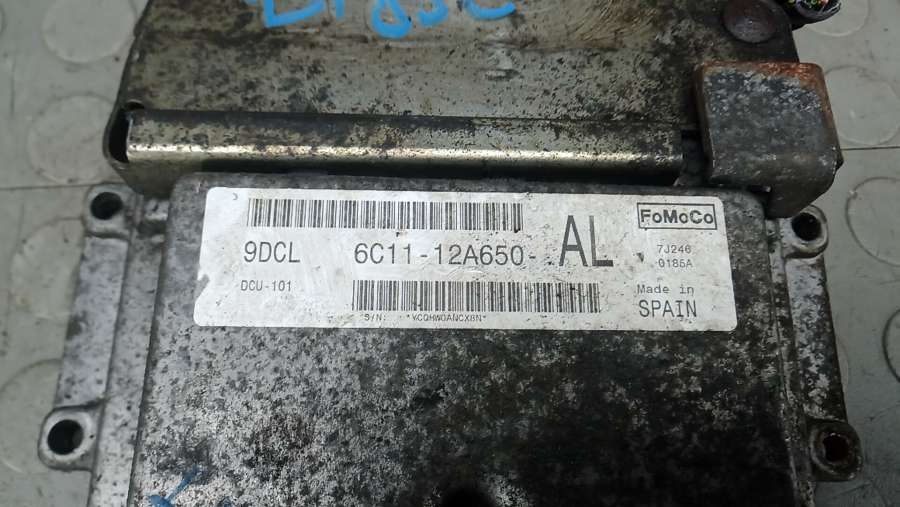 9DCL 6C11-12A650- AL
FoMoCo
7J246
0185A
DCU-101
Made in
SPAIN
S/N: